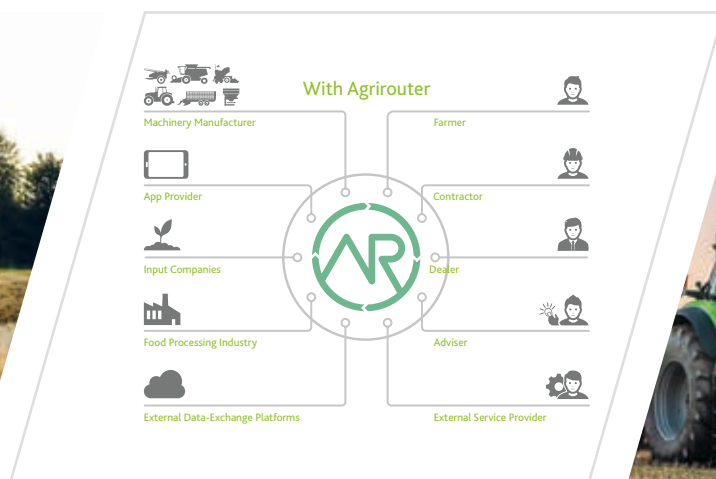 With Agrirouter
Machinery Manufacturer
Farmer
App Provider
Contractor
AR
Input Companies
Dealer
Food Processing Industry
Adviser
External Data-Exchange Platforms
External Service Provider